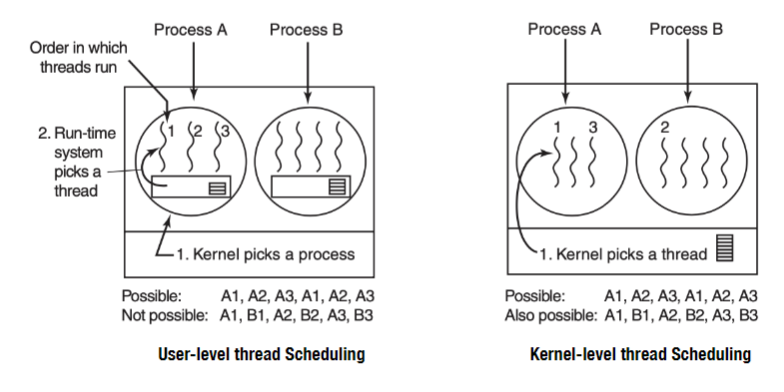 Process A
Process B
Order in which
threads run
1 2 3
2. Run-time
system
picks a
thread
1. Kernel picks a process
Possible: A1, A2, A3, A1, A2, A3
Not possible: A1, B1, A2, B2, A3, B3
User-level thread Scheduling
Process A
Process B
1 3
2
1. Kernel picks a thread
Possible: A1, A2, A3, A1, A2, A3
Also possible: A1, B1, A2, B2, A3, B3
Kernel-level thread Scheduling